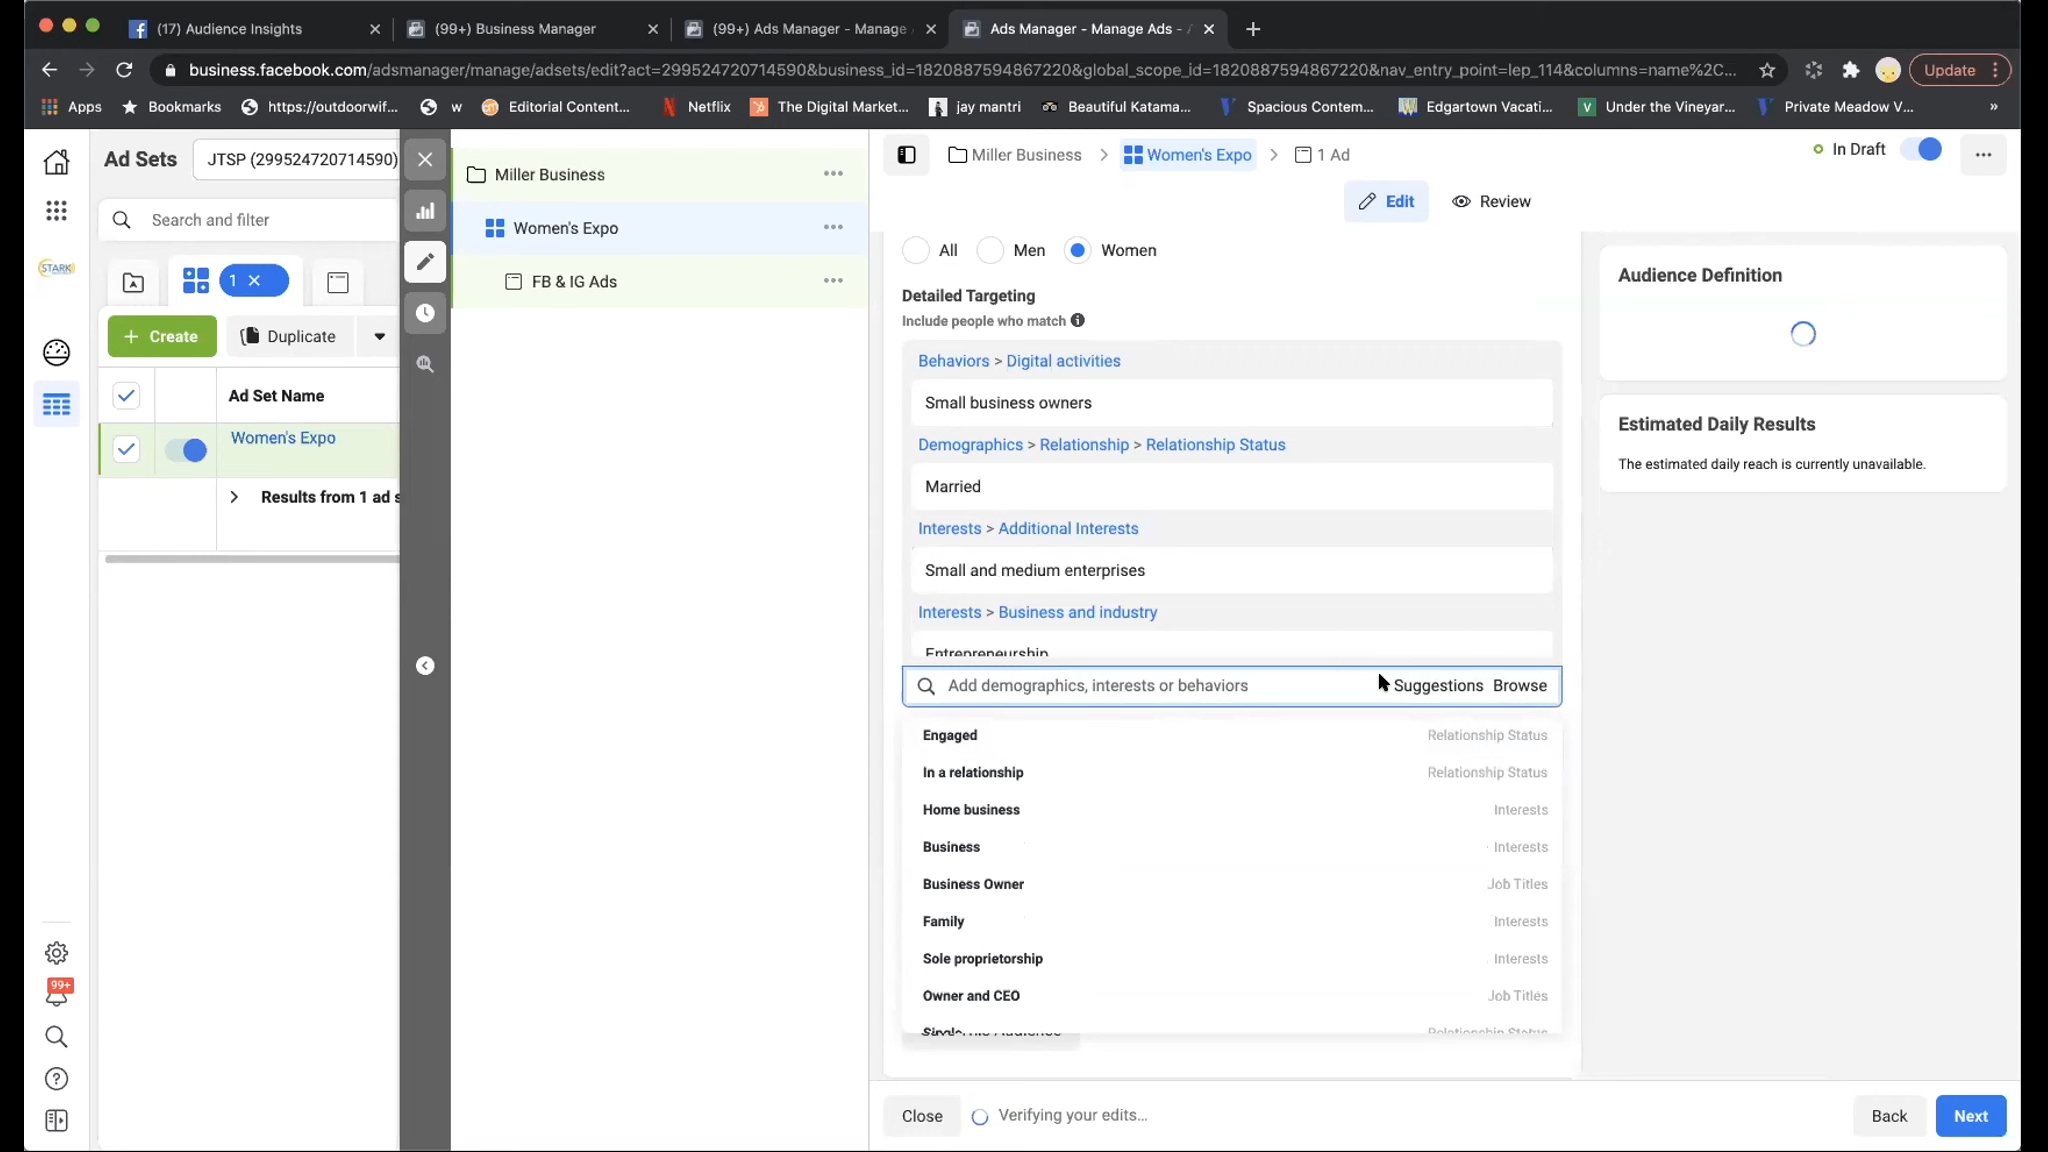 (17) Audience Insights
(99+) Business Manager
(99+) Ads Manager - Manage
Ads Manager - Manage Ads -
business.facebook.com/adsmanager/manage/adsets/edit?act=299524720714590&business_id=1820887594867220&global_scope_id=1820887594867220&nav_entry_point=lep_114&columns=name%2C...
Update
Apps
Bookmarks
https://outdoorwif...
w
Editorial Content...
Netflix
The Digital Market...
jay mantri
Beautiful Katama...
Spacious Contem...
Edgartown Vacati...
Under the Vineyar...
Private Meadow V...
»
Ad Sets
JTSP (299524720714590)
Search and filter
STARK
1
+ Create
Duplicate
Ad Set Name
Women's Expo
Results from 1 ad s
99+
Miller Business
Women's Expo
FB & IG Ads
Miller Business > Women's Expo > 1 Ad
In Draft
Edit
Review
All
Men
Women
Detailed Targeting
Include people who match
Behaviors > Digital activities
Small business owners
Demographics > Relationship > Relationship Status
Married
Interests > Additional Interests
Small and medium enterprises
Interests > Business and industry
Entrepreneurship
Add demographics, interests or behaviors
Suggestions
Browse
Engaged Relationship Status
In a relationship Relationship Status
Home business Interests
Business Interests
Business Owner Job Titles
Family Interests
Sole proprietorship Interests
Owner and CEO Job Titles
Single Relationship Status
Audience Definition
Estimated Daily Results
The estimated daily reach is currently unavailable.
Close
Verifying your edits...
Back
Next